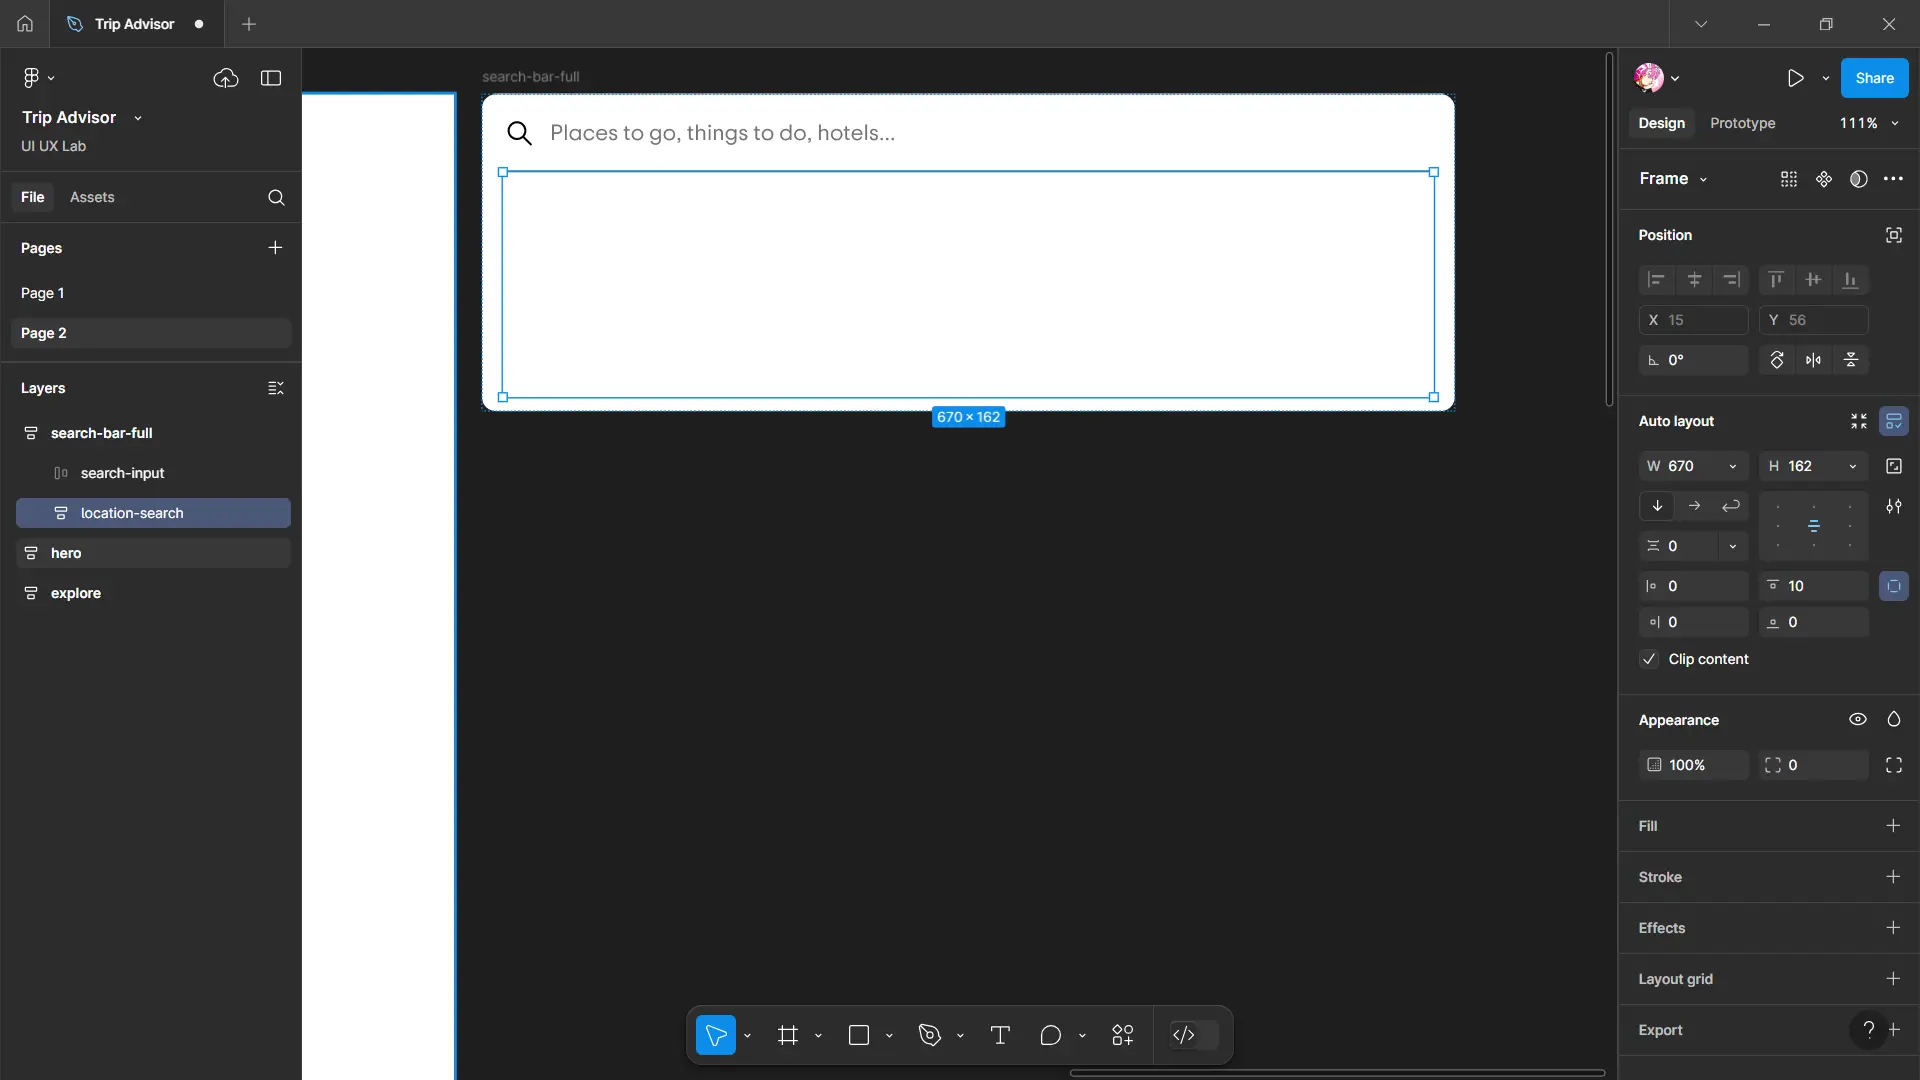 Trip Advisor
Trip Advisor
UI UX Lab
File Assets
Pages
Page 1
Page 2
Layers
search-bar-full
search-input
location-search
hero
explore
search-bar-full
Places to go, things to do, hotels...
670 × 162
Share
Design Prototype 111%
Frame
Position
X 15 Y 56
0°
Auto layout
W 670 H 162
0
0 10
0 0
Clip content
Appearance
100% 0
Fill
Stroke
Effects
Layout grid
Export
?